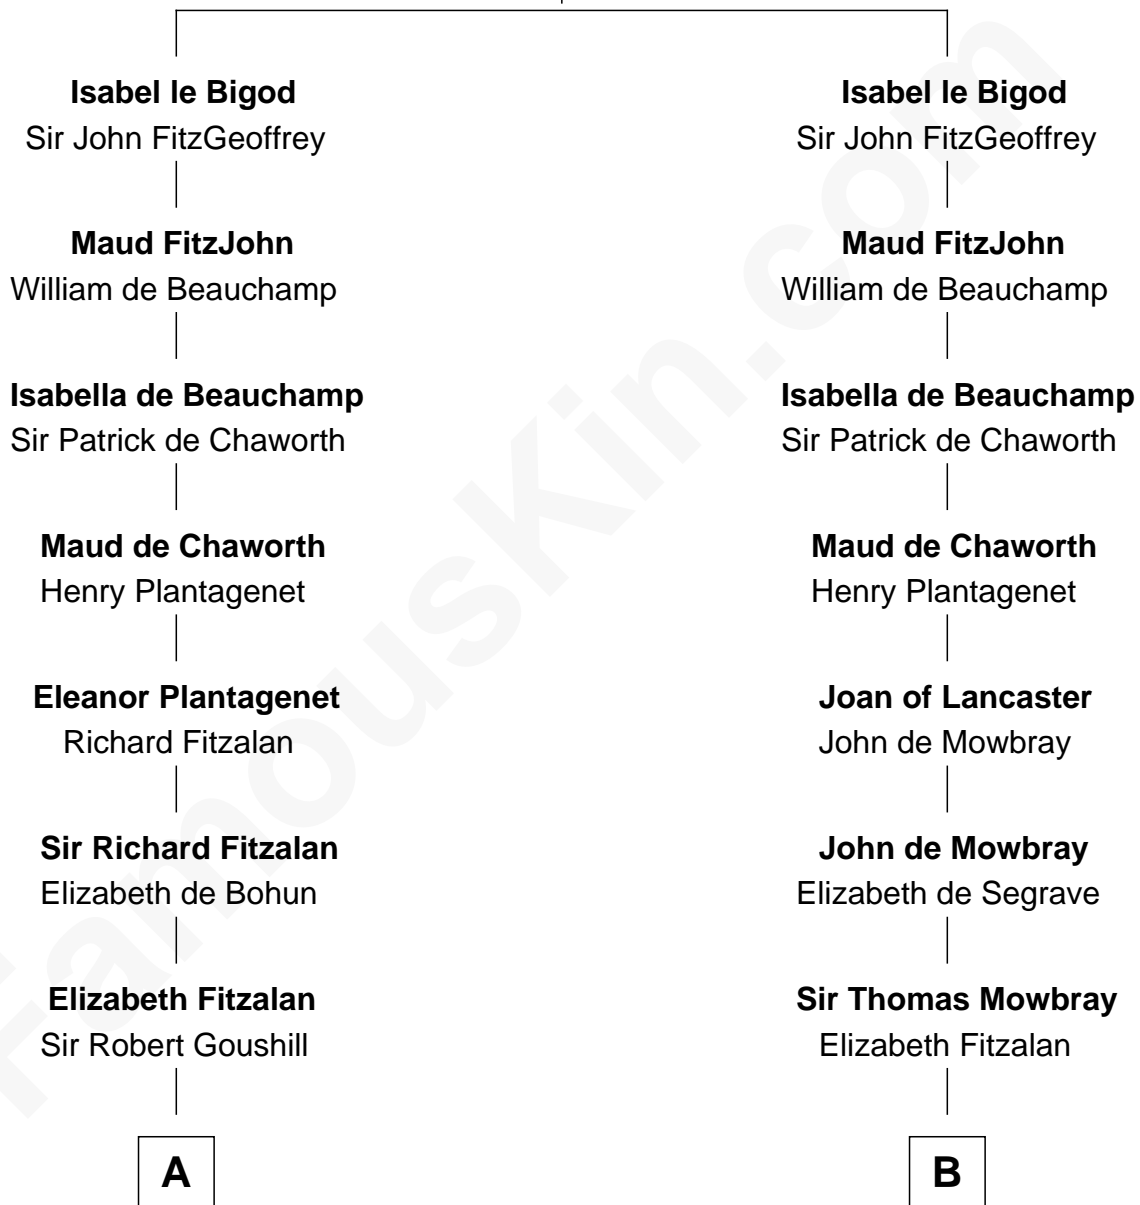 Isabel le Bigod
Sir John FitzGeoffrey
Maud FitzJohn
William de Beauchamp
Isabella de Beauchamp
Sir Patrick de Chaworth
Maud de Chaworth
Henry Plantagenet
Eleanor Plantagenet
Richard Fitzalan
Sir Richard Fitzalan
Elizabeth de Bohun
Elizabeth Fitzalan
Sir Robert Goushill
A
Isabel le Bigod
Sir John FitzGeoffrey
Maud FitzJohn
William de Beauchamp
Isabella de Beauchamp
Sir Patrick de Chaworth
Maud de Chaworth
Henry Plantagenet
Joan of Lancaster
John de Mowbray
John de Mowbray
Elizabeth de Segrave
Sir Thomas Mowbray
Elizabeth Fitzalan
B
FamousKin.com